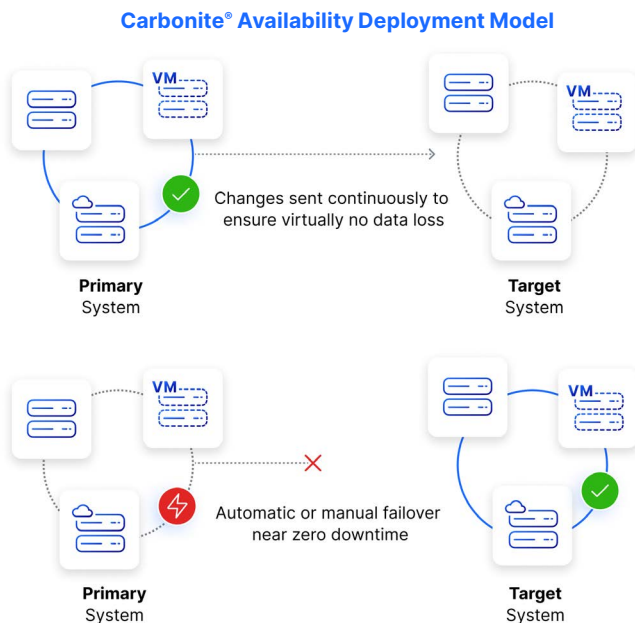 Carbonite® Availability Deployment Model
VM
VM
Changes sent continuously to
ensure virtually no data loss
Primary
System
Target
System
VM
VM
Automatic or manual failover
near zero downtime
Primary
System
Target
System